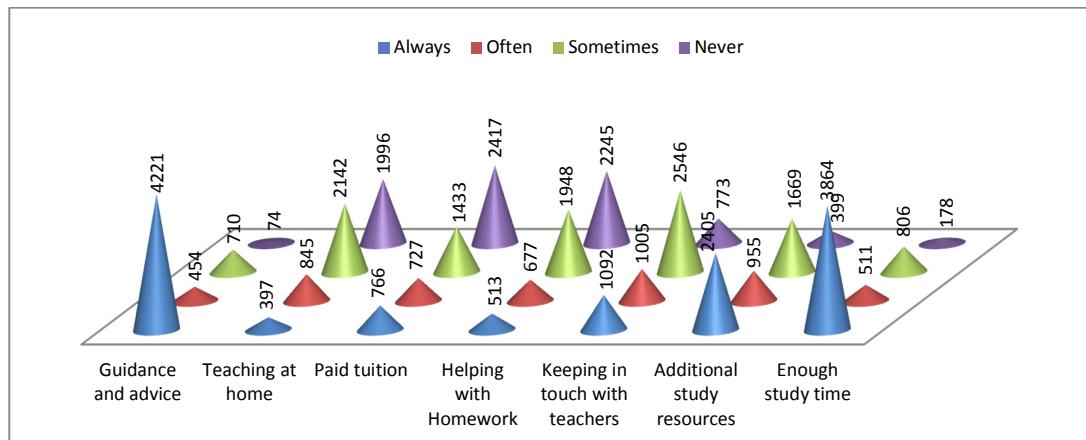 Always Often Sometimes Never
4221 454 710 74
397 845 2142 1996
766 727 1433 2417
513 677 1948 2245
1092 1005 2546 773
2405 955 1669 399
3864 511 806 178
Guidance
and advice
Teaching at
home
Paid tuition
Helping
with
Homework
Keeping in
touch with
teachers
Additional
study
resources
Enough
study time